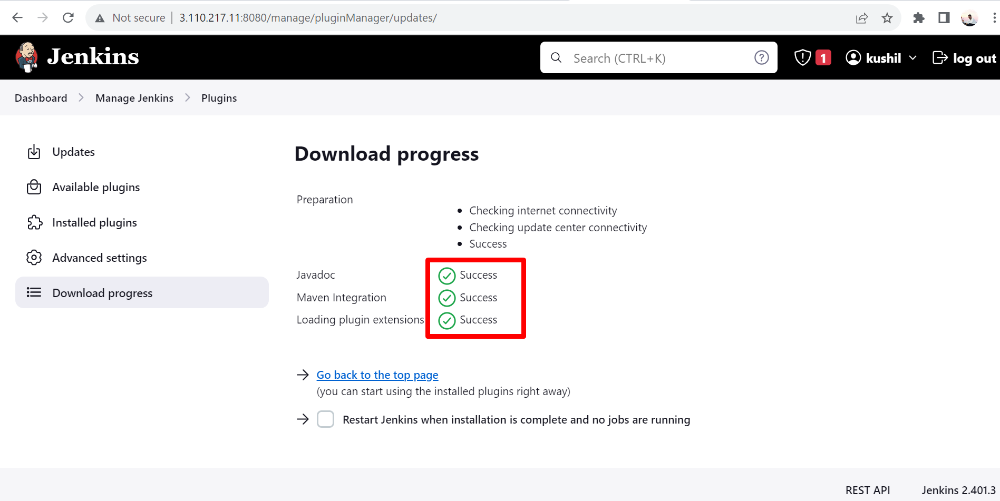 Not secure | 3.110.217.11:8080/manage/pluginManager/updates/
Jenkins
Search (CTRL+K)
1
kushil
log out
Dashboard > Manage Jenkins > Plugins
Updates
Available plugins
Installed plugins
Advanced settings
Download progress
Download progress
Preparation
• Checking internet connectivity
• Checking update center connectivity
• Success
Javadoc Success
Maven Integration Success
Loading plugin extensions Success
→ Go back to the top page
(you can start using the installed plugins right away)
→ Restart Jenkins when installation is complete and no jobs are running
REST API Jenkins 2.401.3